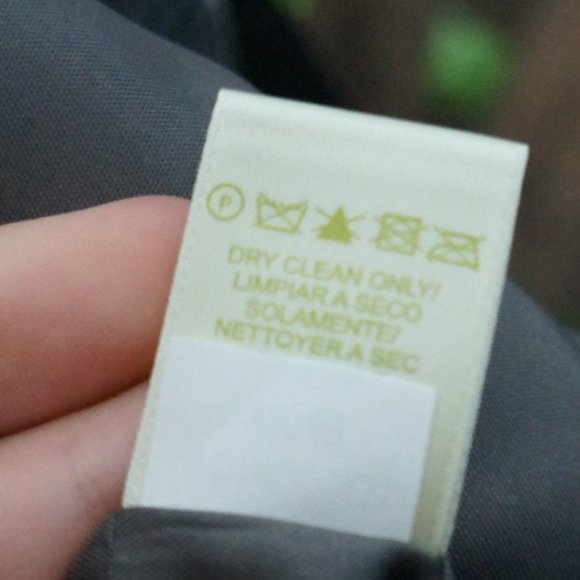 P
DRY CLEAN ONLY/
LIMPIAR A SECO
SOLAMENTE/
NETTOYER A SEC